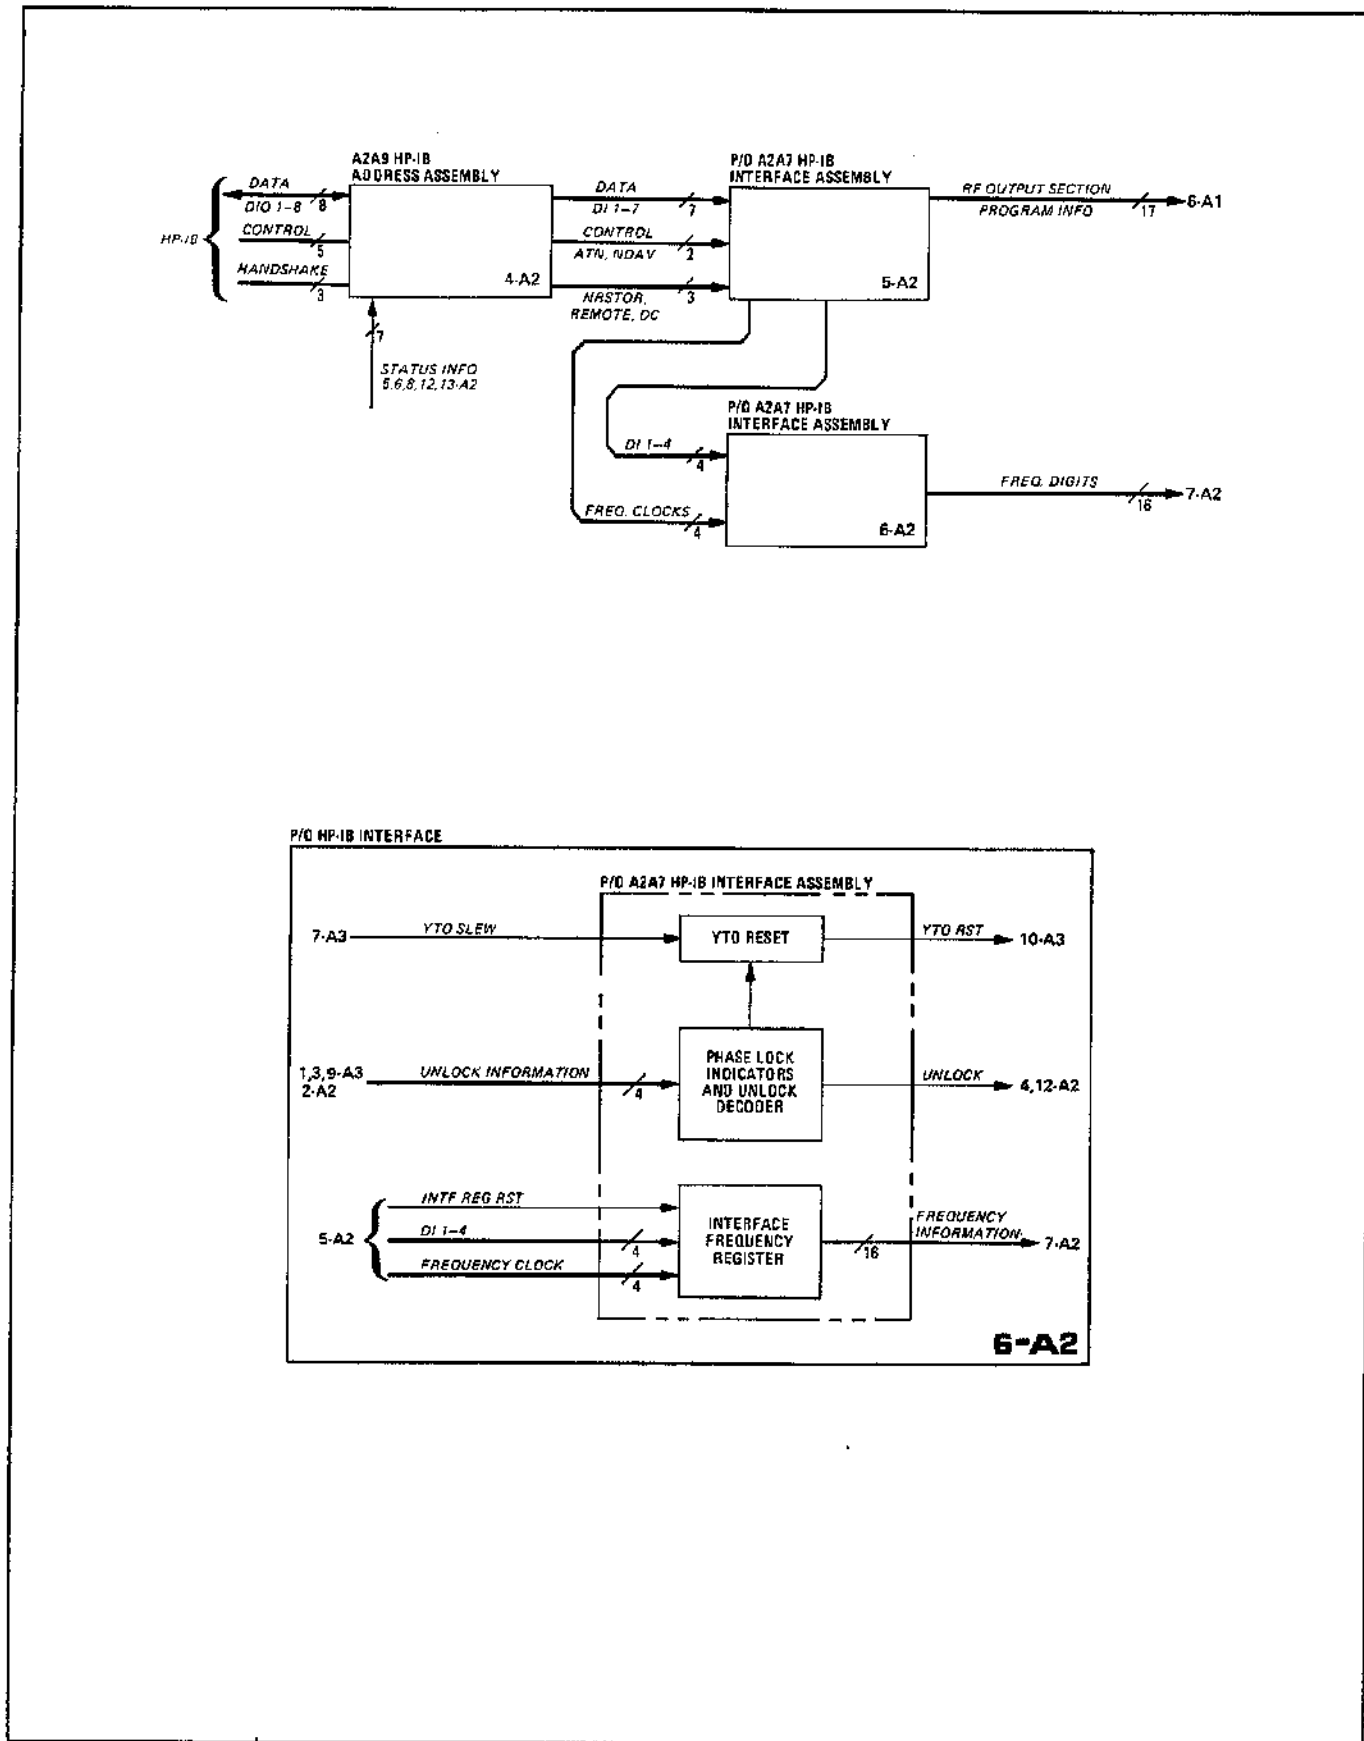 A2A9 HP-IB
ADDRESS ASSEMBLY
P/O A2A7 HP-IB
INTERFACE ASSEMBLY
HP-IB
DATA
DIO 1-8
8
CONTROL
5
HANDSHAKE
3
4-A2
DATA
DI 1-7
7
CONTROL
ATN, NDAV
2
NRSTOR,
REMOTE, DC
3
5-A2
RF OUTPUT SECTION
PROGRAM INFO
17
6-A1
7
STATUS INFO
5,6,8,12,13-A2
P/O A2A7 HP-IB
INTERFACE ASSEMBLY
DI 1-4
4
FREQ. CLOCKS
4
6-A2
FREQ. DIGITS
16
7-A2
P/O HP-IB INTERFACE
P/O A2A7 HP-IB INTERFACE ASSEMBLY
7-A3
YTO SLEW
YTO RESET
YTO RST
10-A3
1,3,9-A3
2-A2
UNLOCK INFORMATION
4
PHASE LOCK
INDICATORS
AND UNLOCK
DECODER
UNLOCK
4,12-A2
5-A2
INTF REG RST
DI 1-4
4
FREQUENCY CLOCK
4
INTERFACE
FREQUENCY
REGISTER
16
FREQUENCY
INFORMATION
7-A2
6-A2